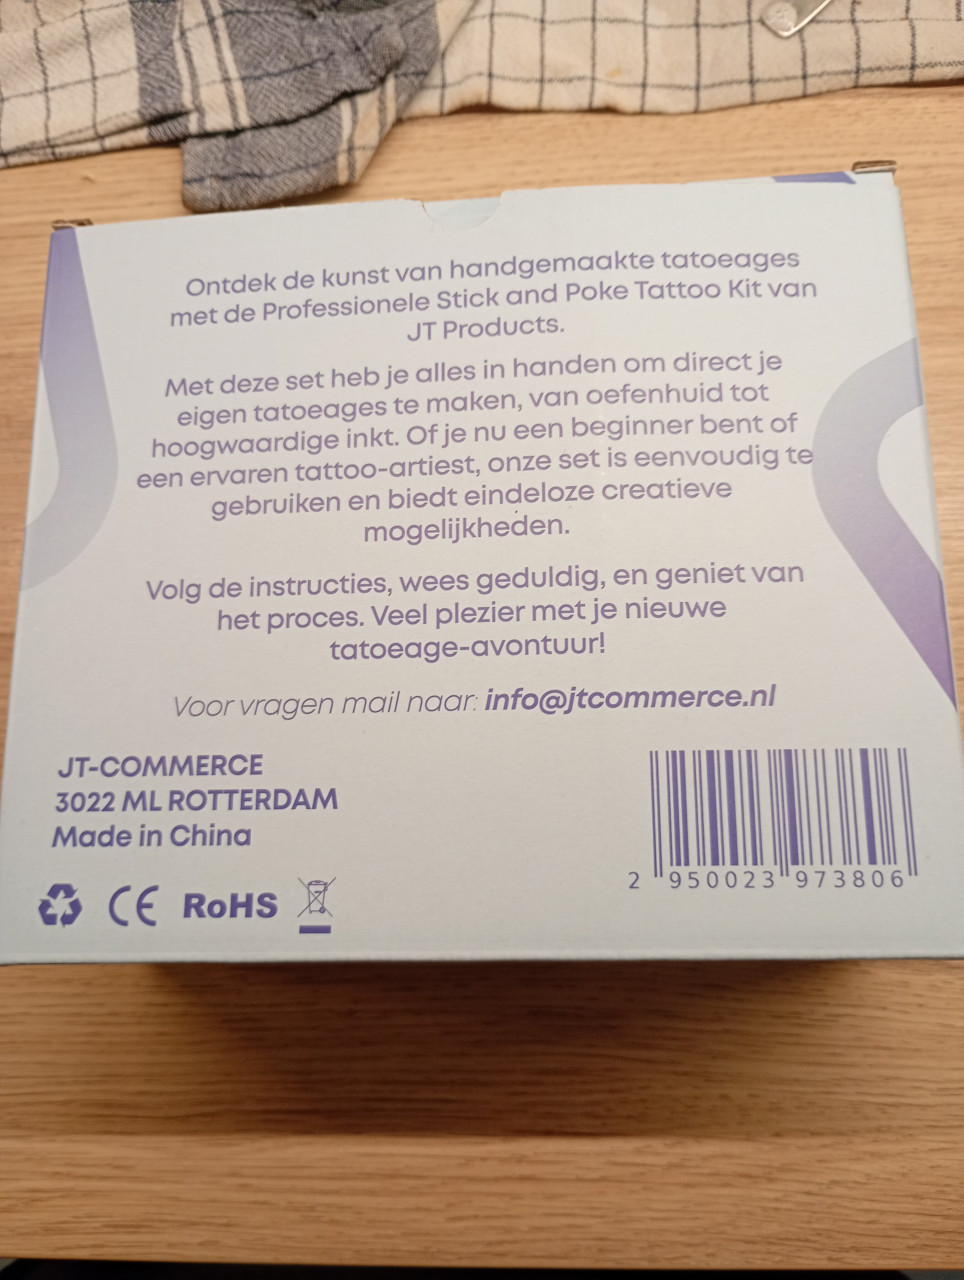 Ontdek de kunst van handgemaakte tatoeages
met de Professionele Stick and Poke Tattoo Kit van
JT Products.
Met deze set heb je alles in handen om direct je
eigen tatoeages te maken, van oefenhuid tot
hoogwaardige inkt. Of je nu een beginner bent of
een ervaren tattoo-artiest, onze set is eenvoudig te
gebruiken en biedt eindeloze creatieve
mogelijkheden.
Volg de instructies, wees geduldig, en geniet van
het proces. Veel plezier met je nieuwe
tatoeage-avontuur!
Voor vragen mail naar: info@jtcommerce.nl
JT-COMMERCE
3022 ML ROTTERDAM
Made in China
CE RoHS
2 950023 973806